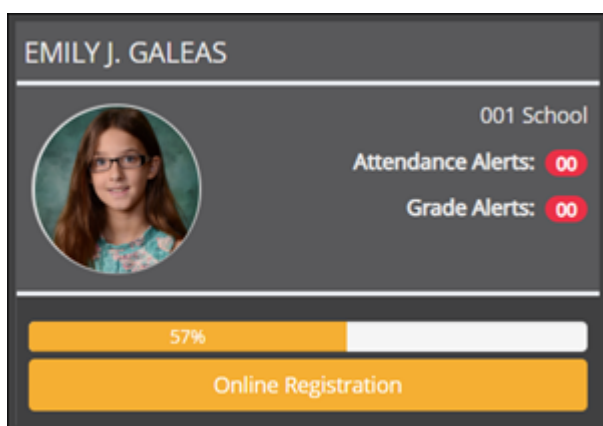 EMILY J. GALEAS
001 School
Attendance Alerts: 00
Grade Alerts: 00
57%
Online Registration